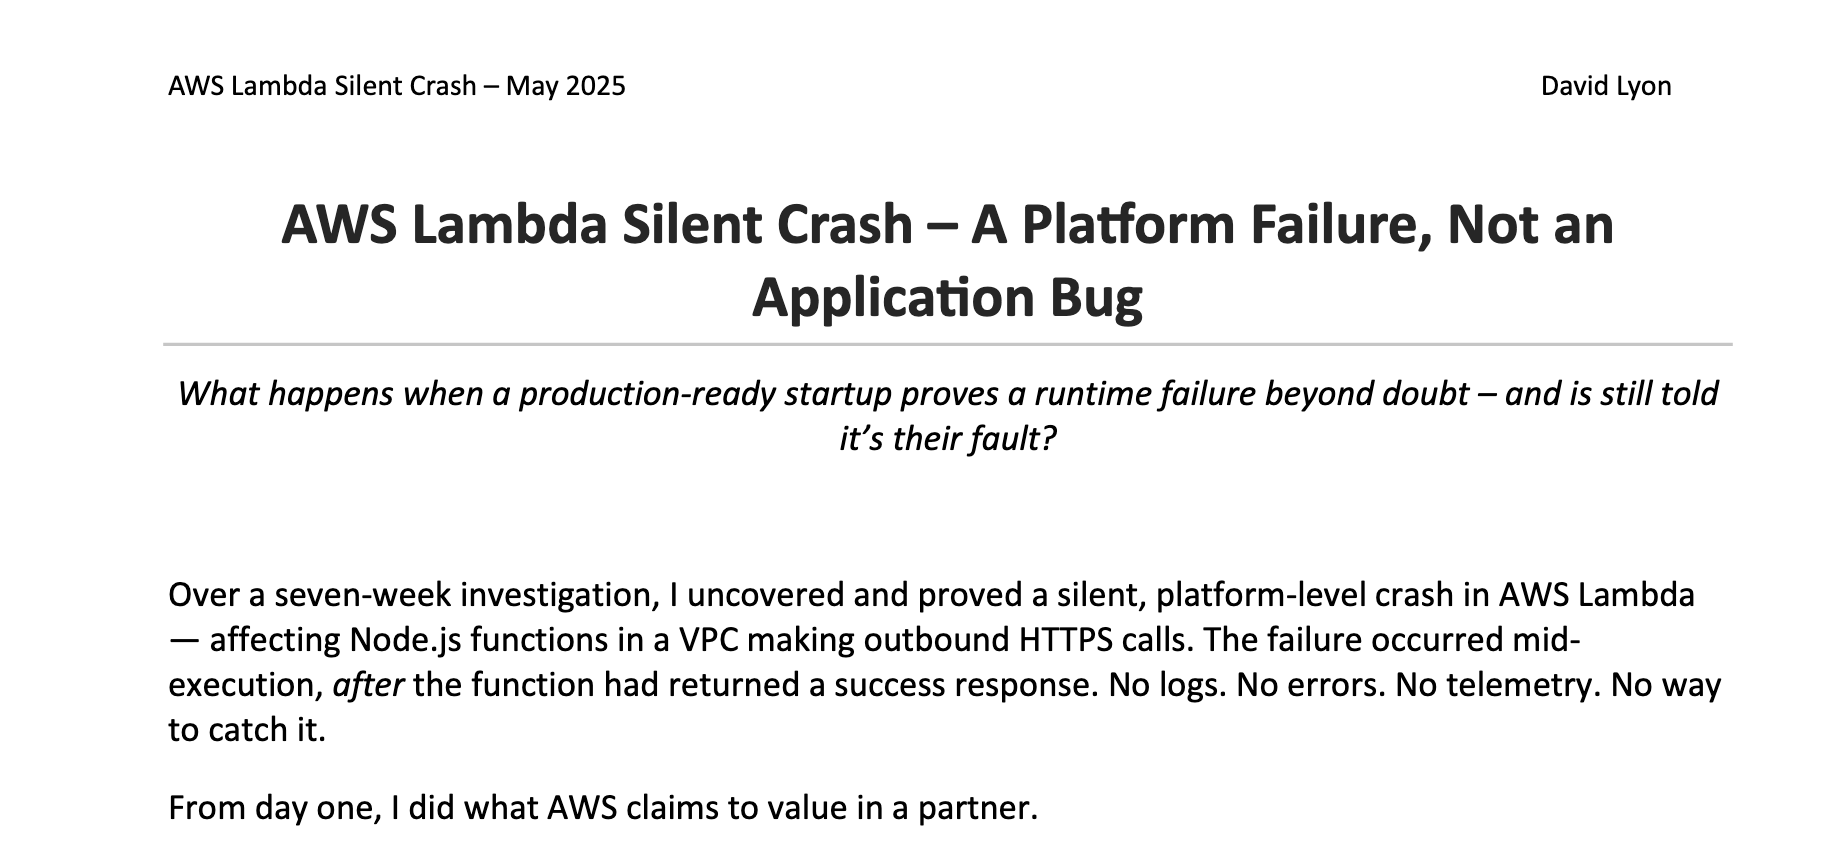 AWS Lambda Silent Crash – May 2025
David Lyon
AWS Lambda Silent Crash – A Platform Failure, Not an
Application Bug
What happens when a production-ready startup proves a runtime failure beyond doubt – and is still told
it’s their fault?
Over a seven-week investigation, I uncovered and proved a silent, platform-level crash in AWS Lambda
— affecting Node.js functions in a VPC making outbound HTTPS calls. The failure occurred mid-
execution, after the function had returned a success response. No logs. No errors. No telemetry. No way
to catch it.
From day one, I did what AWS claims to value in a partner.